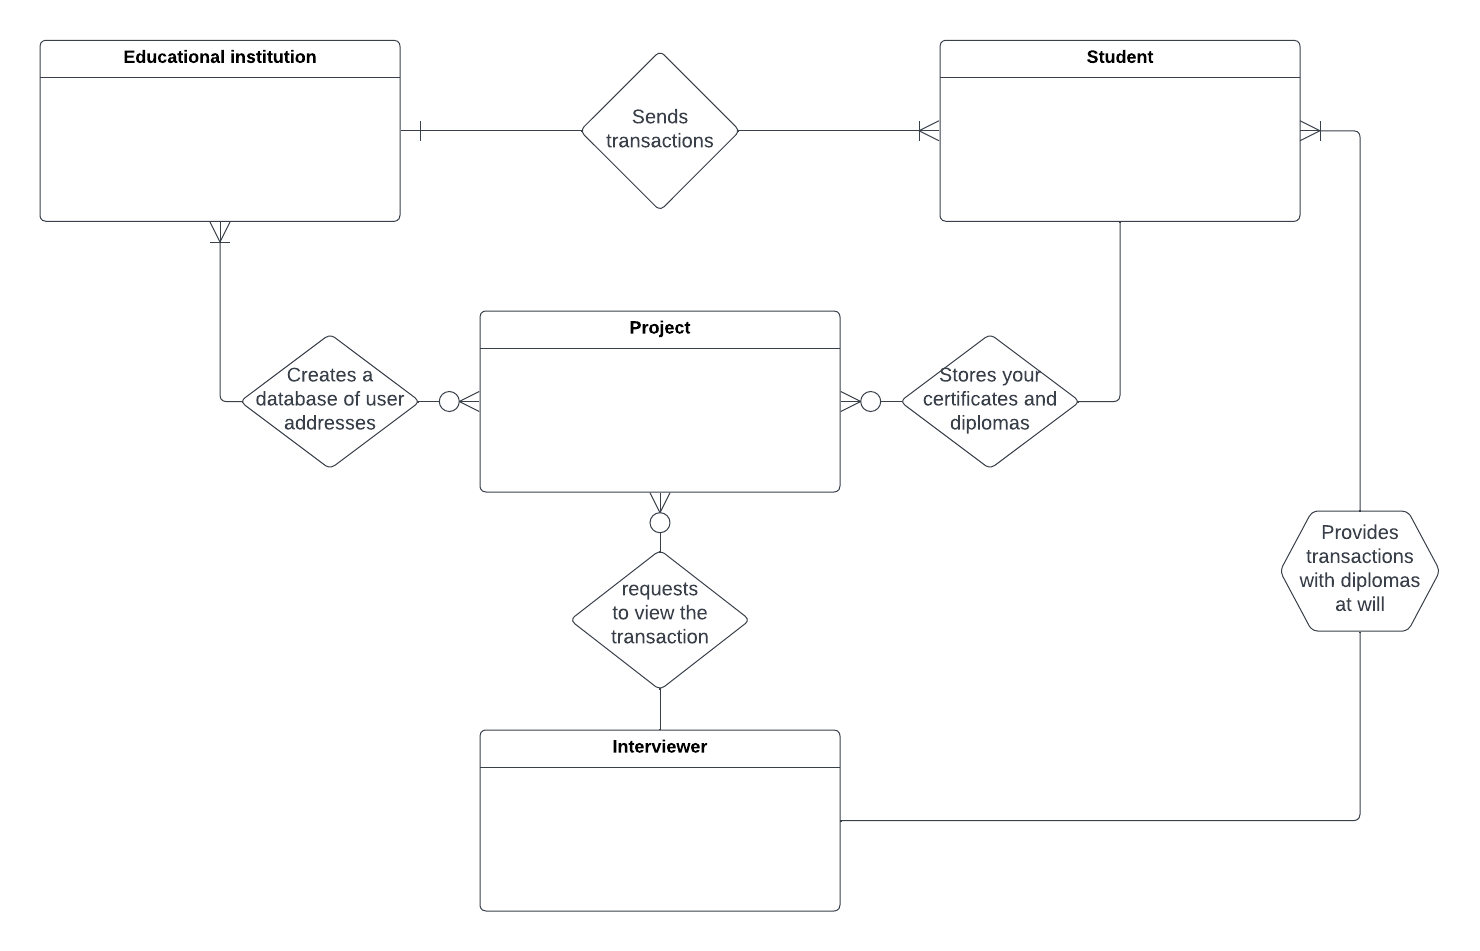 Educational institution
Sends
transactions
Student
Project
Creates a
database of user
addresses
Stores your
certificates and
diplomas
requests
to view the
transaction
Provides
transactions
with diplomas
at will
Interviewer